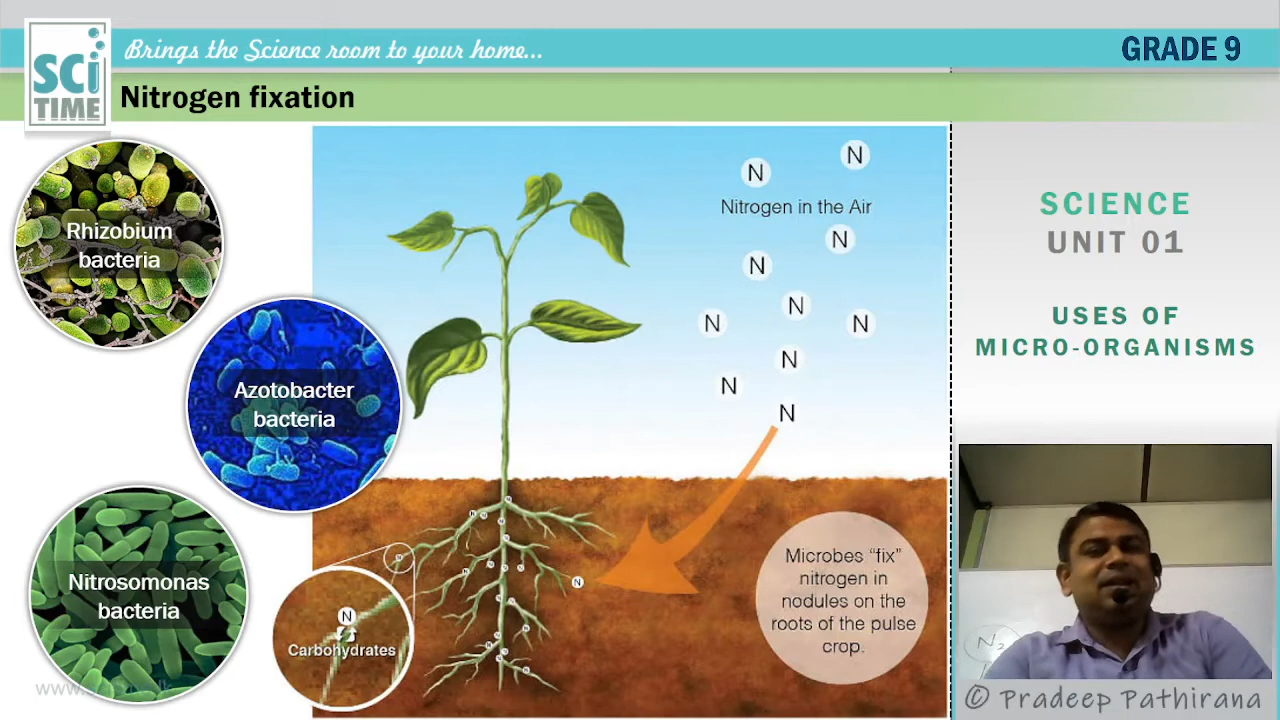 SCi
TIME
Brings the Science room to your home...
GRADE 9
Nitrogen fixation
Rhizobium
bacteria
Azotobacter
bacteria
Nitrosomonas
bacteria
N
N
Nitrogen in the Air
N
N
N
N
N
N
N
N
N
N
Carbohydrates
Microbes “fix”
nitrogen in
nodules on the
roots of the pulse
crop.
SCIENCE
UNIT 01
USES OF
MICRO-ORGANISMS
N₂
© Pradeep Pathirana